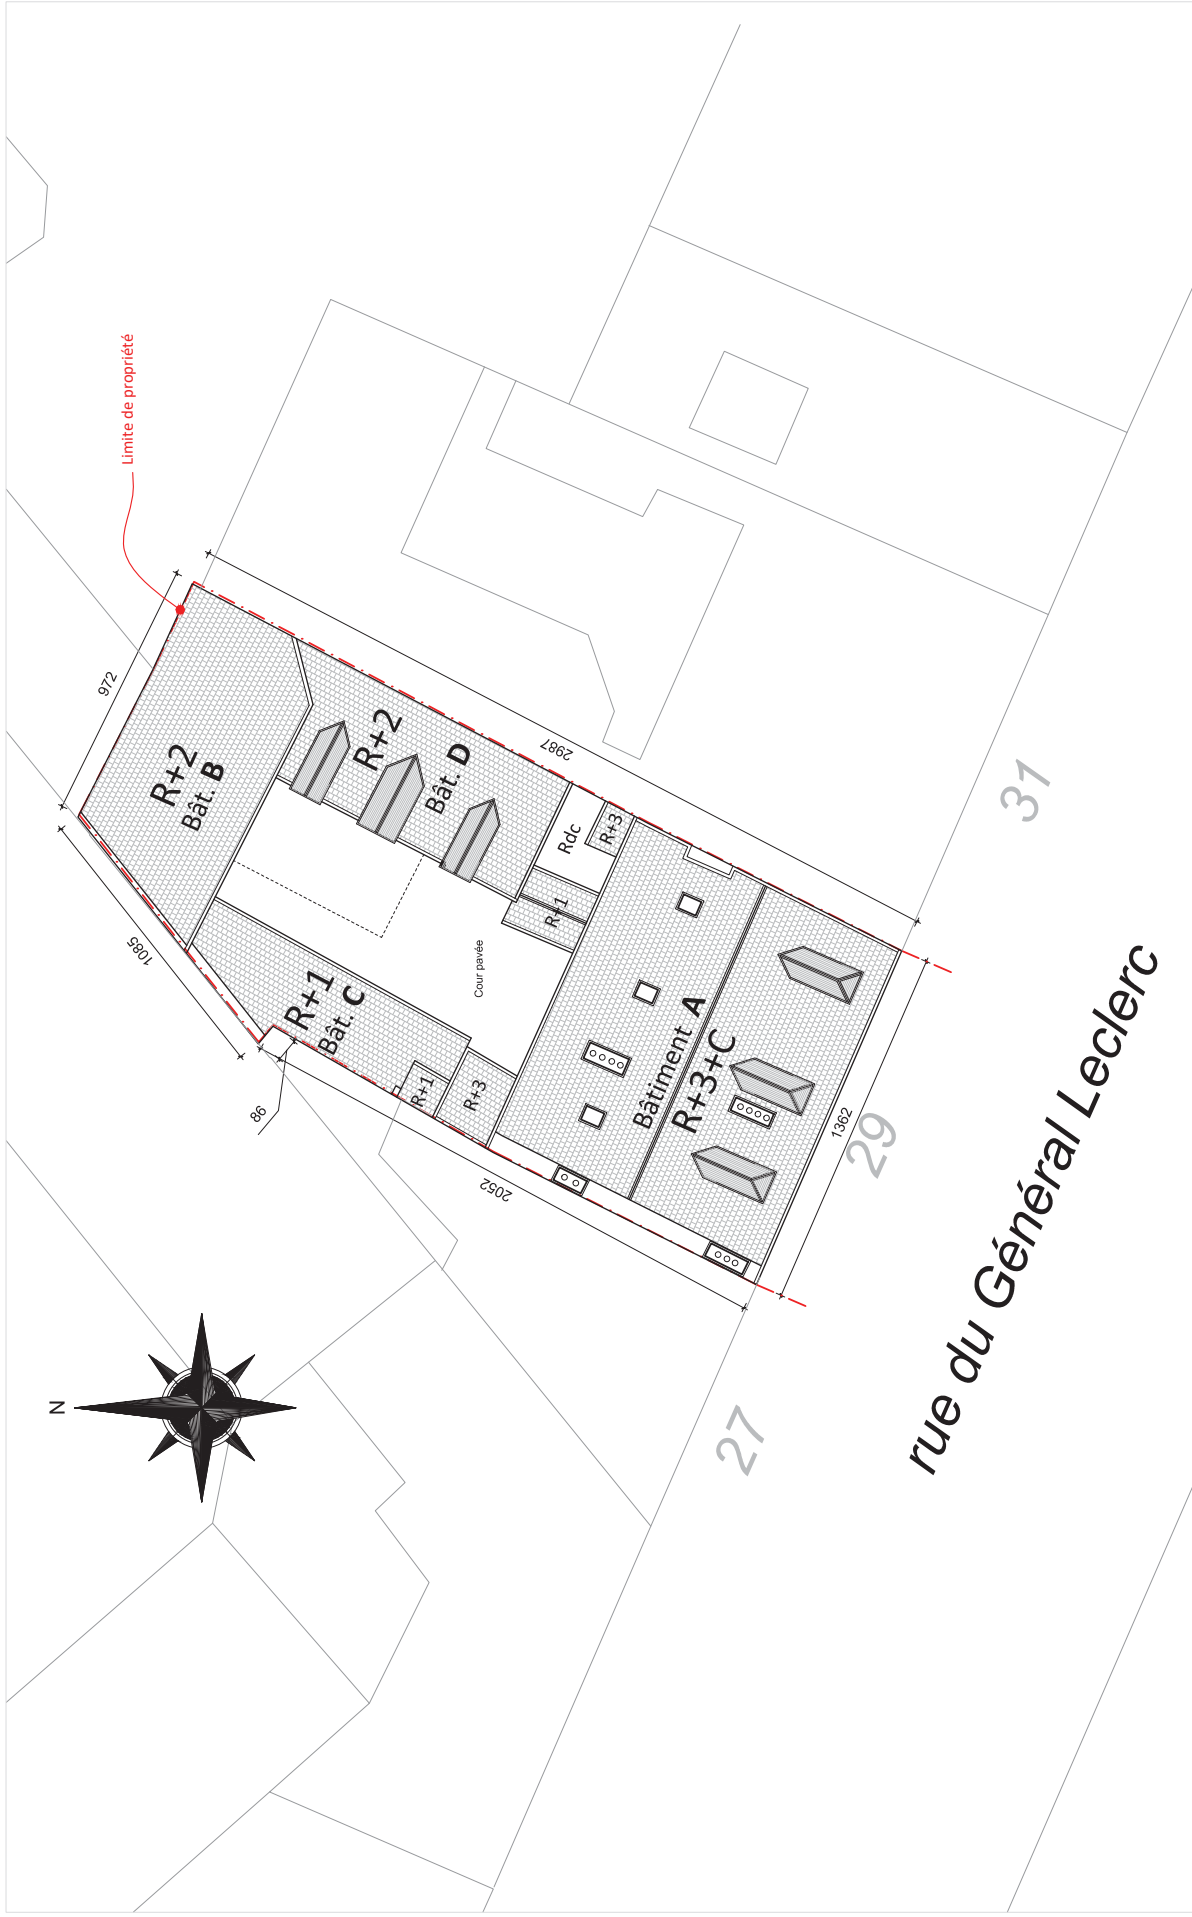 Limite de propriété
972
R+2
Bât. B
R+2
Bât. D
2987
1085
R+1
Bât. C
86
Rdc
R+3
R+1
Cour pavée
R+1
R+3
Bâtiment A
R+3+C
2052
1362
N
27
29
31
rue du Général Leclerc